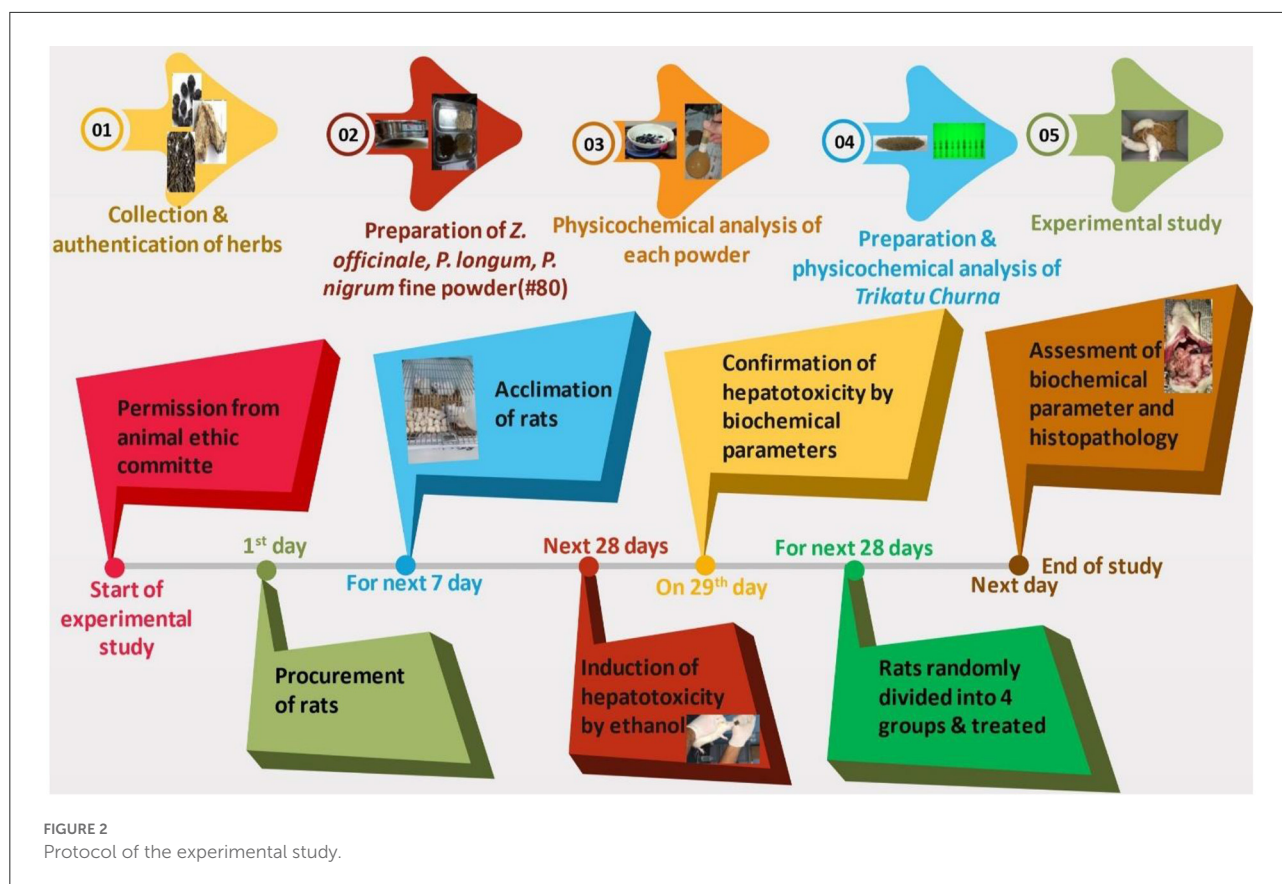 01
02
03
04
05
Collection &
authentication of herbs
Preparation of Z.
officinale, P. longum, P.
nigrum fine powder(#80)
Physicochemical analysis of
each powder
Preparation &
physicochemical analysis of
Trikatu Churna
Experimental study
Permission from
animal ethic
committe
Acclimation
of rats
Confirmation of
hepatotoxicity by
biochemical
parameters
Assesment of
biochemical
parameter and
histopathology
Start of
experimental
study
1st day
For next 7 day
Next 28 days
On 29th day
For next 28 days
Next day
End of study
Procurement
of rats
Induction of
hepatotoxicity
by ethanol
Rats randomly
divided into 4
groups & treated
FIGURE 2
Protocol of the experimental study.